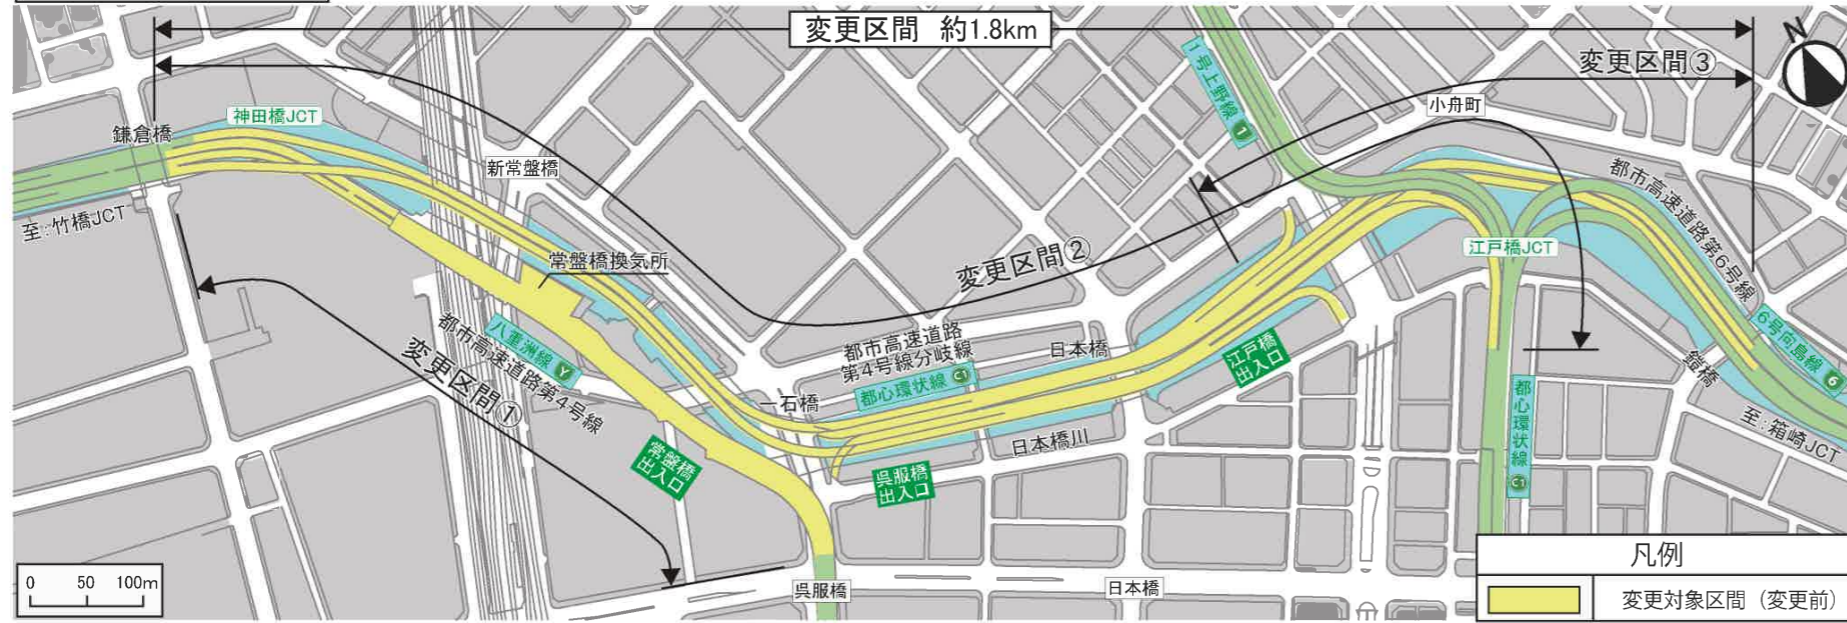 変更区間 約1.8km
N
変更区間③
1号上野線 1
小舟町
神田橋JCT
鎌倉橋
新常盤橋
都市高速道路第6号線
至:竹橋JCT
江戸橋JCT
変更区間②
常盤橋換気所
6号向島線 6
八重洲線 Y
都市高速道路第4号線
変更区間①
都市高速道路
第4号線分岐線
日本橋
江戸橋
出入口
鎧橋
都心環状線 C1
一石橋
都心環状線 C1
至:箱崎JCT
日本橋川
常盤橋
出入口
呉服橋
出入口
凡例
0 50 100m
呉服橋
日本橋
変更対象区間（変更前）